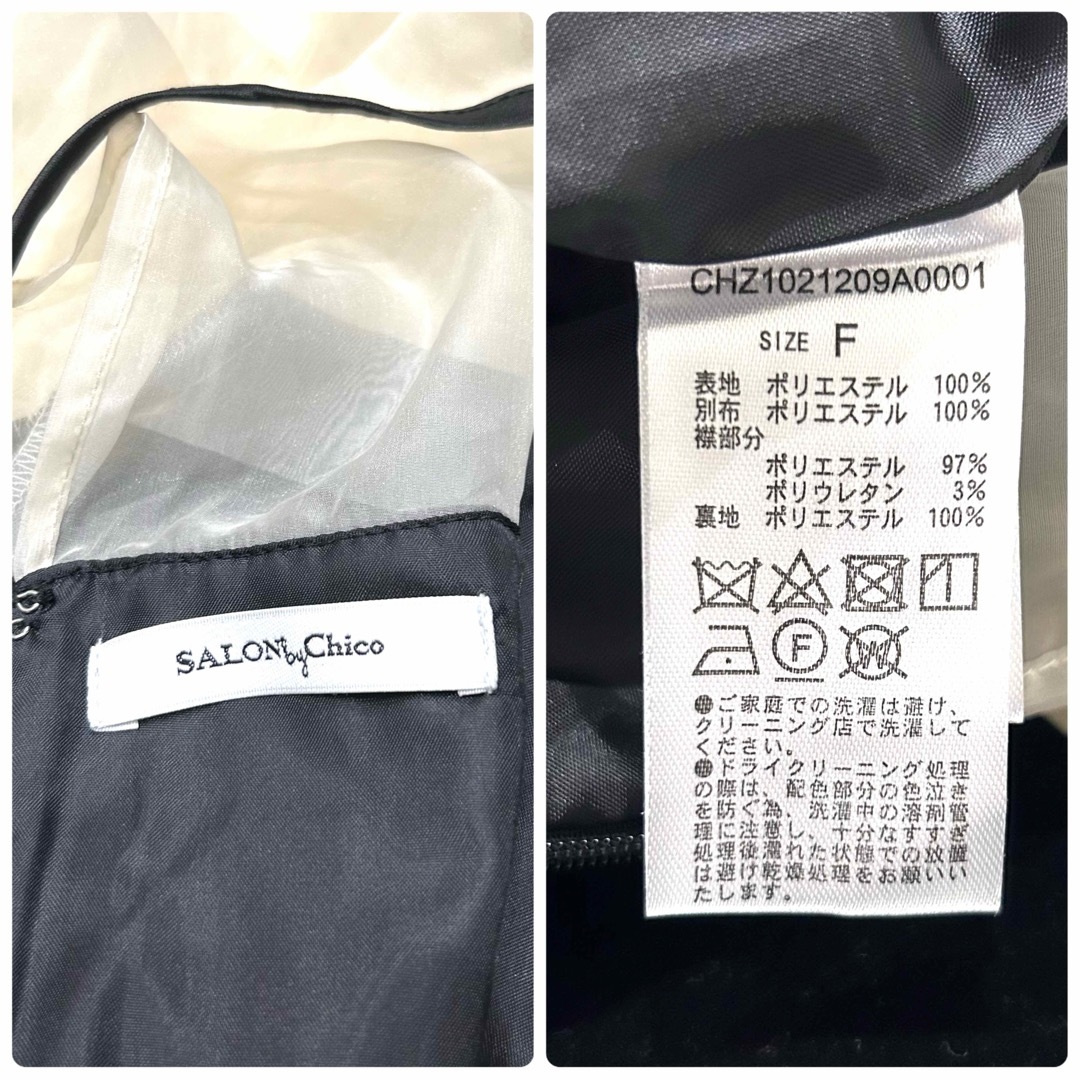 SALON by Chico
CHZ1021209A0001
SIZE F
表地 ポリエステル 100%
別布 ポリエステル 100%
襟部分
ポリエステル 97%
ポリウレタン 3%
裏地 ポリエステル 100%
F W
●ご家庭での洗濯は避け、
クリーニング店で洗濯して
ください。
●ドライクリーニング処理
の際は、配色部分の色泣き
を防ぐ為、洗濯中の溶剤管
理に注意し、十分なすすぎ
処理後濡れた状態での放置
は避け乾燥処理をお願いい
たします。